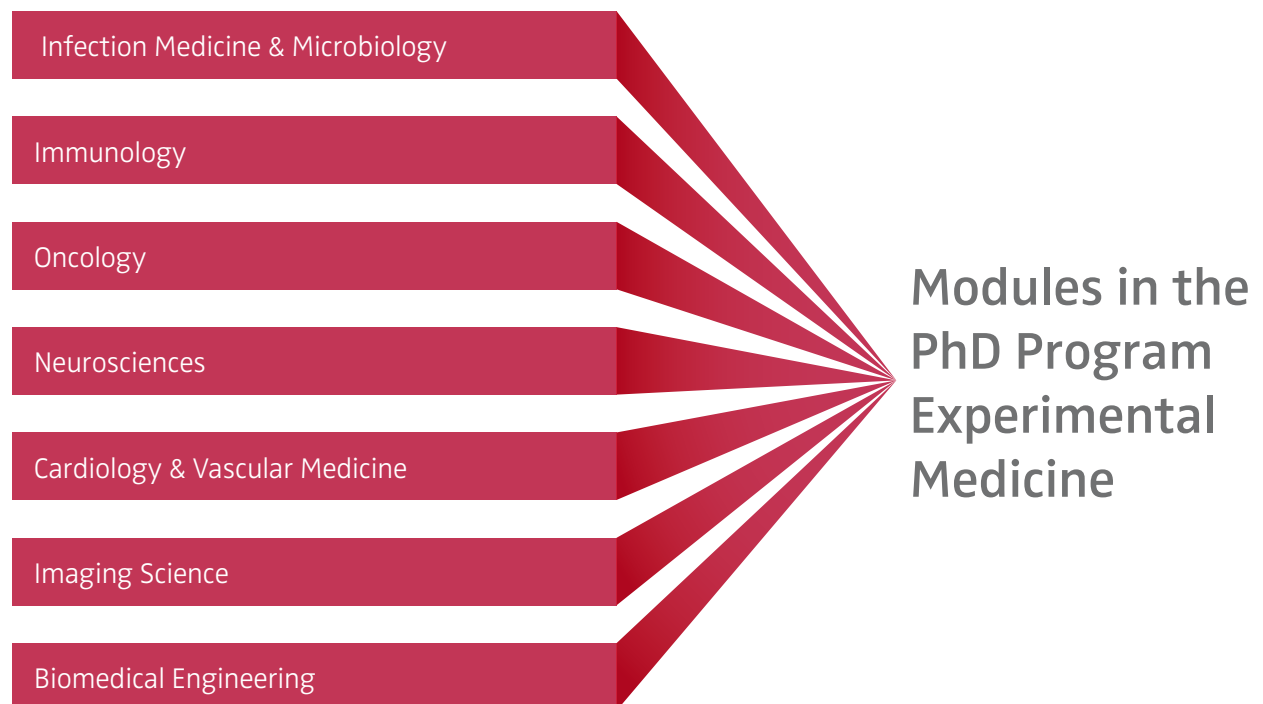 Infection Medicine & Microbiology
Immunology
Oncology
Neurosciences
Cardiology & Vascular Medicine
Imaging Science
Biomedical Engineering
Modules in the
PhD Program
Experimental
Medicine